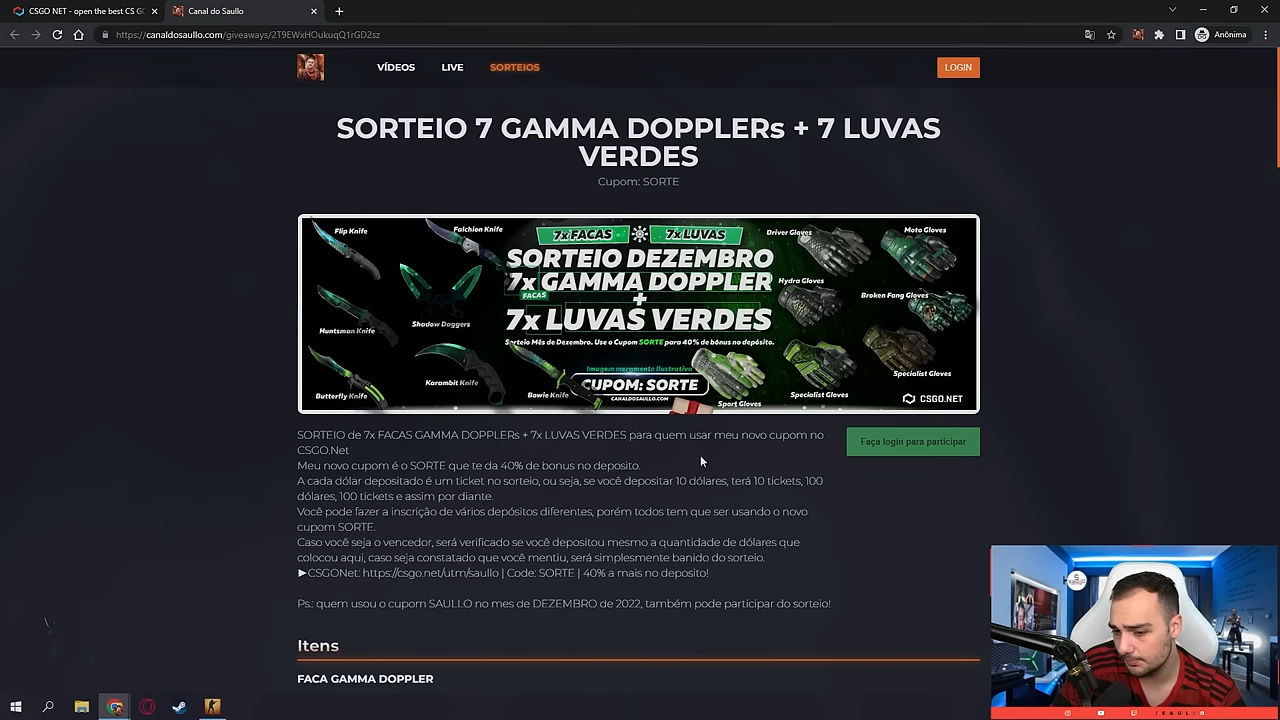 CSGO NET - open the best CS GO
Canal do Saullo
https://canaldosaullo.com/giveaways/2T9EWxHOukuqQ1rGD2sz
Anônima
VÍDEOS
LIVE
SORTEIOS
LOGIN
SORTEIO 7 GAMMA DOPPLERs + 7 LUVAS
VERDES
Cupom: SORTE
Flip Knife
Falchion Knife
7x FACAS
7x LUVAS
Driver Gloves
Moto Gloves
SORTEIO DEZEMBRO
7x GAMMA DOPPLER
FACAS
+
Hydra Gloves
Broken Fang Gloves
Huntsman Knife
Shadow Daggers
7x LUVAS VERDES
Sorteio Mês de Dezembro. Use o Cupom SORTE para 40% de bônus no depósito.
Imagem meramente Ilustrativa
Karambit Knife
Specialist Gloves
CUPOM: SORTE
Butterfly Knife
Bowie Knife
CANALDOSAULLO.COM
Sport Gloves
Specialist Gloves
CSGO.NET
SORTEIO de 7x FACAS GAMMA DOPPLERs + 7x LUVAS VERDES para quem usar meu novo cupom no
CSGO.Net
Faça login para participar
Meu novo cupom é o SORTE que te da 40% de bonus no deposito.
A cada dólar depositado é um ticket no sorteio, ou seja, se você depositar 10 dólares, terá 10 tickets, 100
dólares, 100 tickets e assim por diante.
Você pode fazer a inscrição de vários depósitos diferentes, porém todos tem que ser usando o novo
cupom SORTE.
Caso você seja o vencedor, será verificado se você depositou mesmo a quantidade de dólares que
colocou aqui, caso seja constatado que você mentiu, será simplesmente banido do sorteio.
▶CSGONet: https://csgo.net/utm/saullo | Code: SORTE | 40% a mais no deposito!
Ps.: quem usou o cupom SAULLO no mes de DEZEMBRO de 2022, também pode participar do sorteio!
Itens
FACA GAMMA DOPPLER